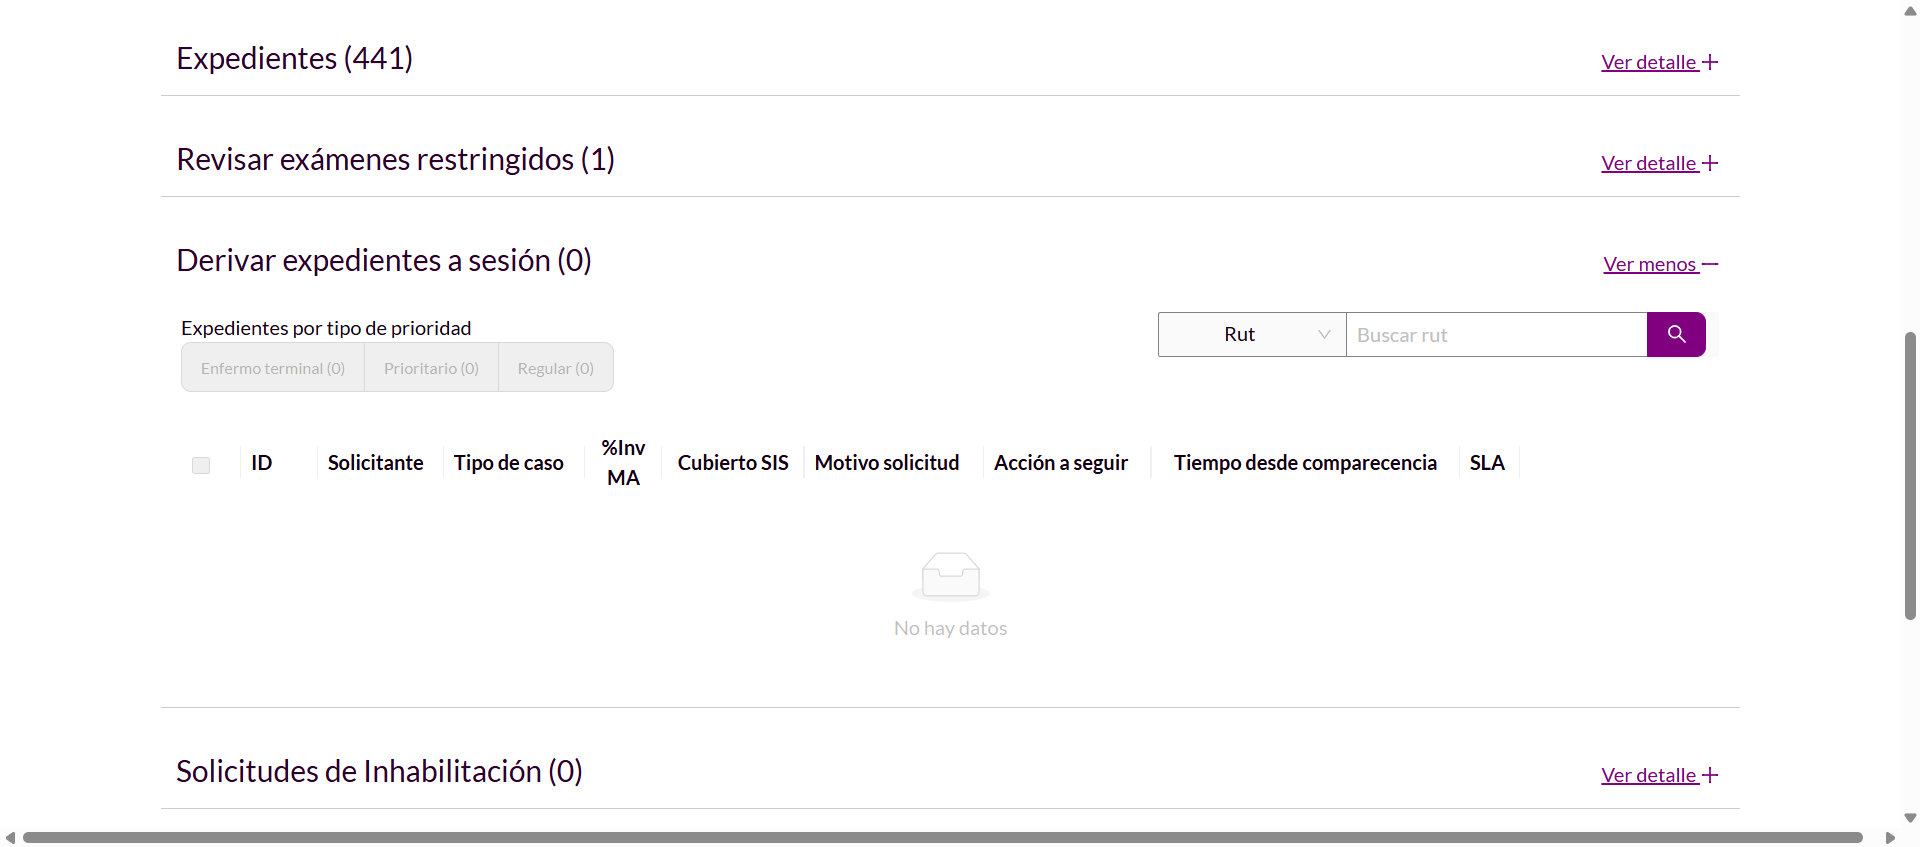 Expedientes (441)
Ver detalle
Revisar exámenes restringidos (1)
Ver detalle
Derivar expedientes a sesión (0)
Ver menos
Expedientes por tipo de prioridad
Enfermo terminal (0) Prioritario (0) Regular (0)
Rut Buscar rut
ID Solicitante Tipo de caso %Inv MA Cubierto SIS Motivo solicitud Acción a seguir Tiempo desde comparecencia SLA
No hay datos
Solicitudes de Inhabilitación (0)
Ver detalle